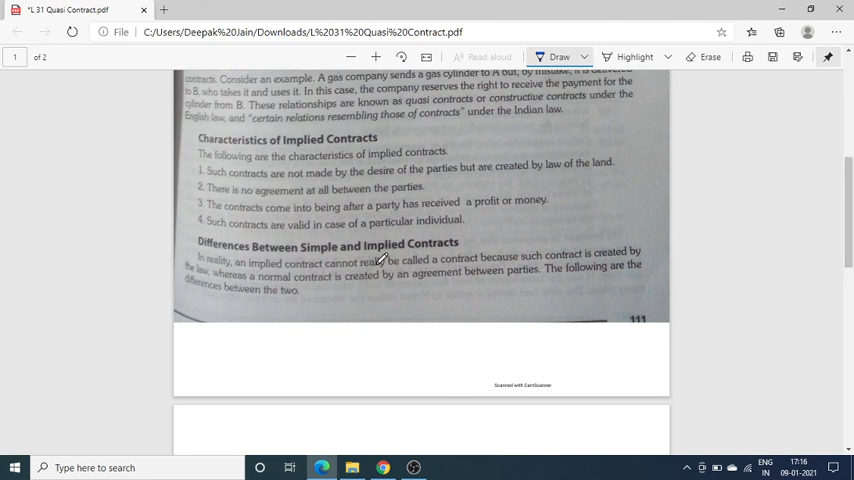 *L 31 Quasi Contract.pdf
File
C:/Users/Deepak%20Jain/Downloads/L%2031%20Quasi%20Contract.pdf
1 of 2
Read aloud
Draw
Highlight
Erase
contracts. Consider an example. A gas company sends a gas cylinder to A but, by mistake, it is delivered
to B, who takes it and uses it. In this case, the company reserves the right to receive the payment for the
cylinder from B. These relationships are known as quasi contracts or constructive contracts under the
English law, and "certain relations resembling those of contracts" under the Indian law.
Characteristics of Implied Contracts
The following are the characteristics of implied contracts.
1. Such contracts are not made by the desire of the parties but are created by law of the land.
2. There is no agreement at all between the parties.
3. The contracts come into being after a party has received a profit or money.
4. Such contracts are valid in case of a particular individual.
Differences Between Simple and Implied Contracts
In reality, an implied contract cannot really be called a contract because such contract is created by
the law, whereas a normal contract is created by an agreement between parties. The following are the
differences between the two.
111
Scanned with CamScanner
Type here to search
ENG
IN
17:16
09-01-2021